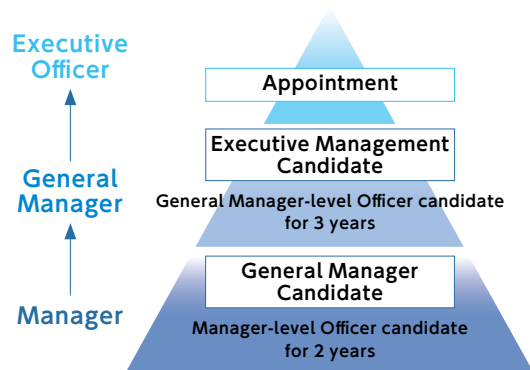 Executive
Officer
General
Manager
Manager
Appointment
Executive Management
Candidate
General Manager-level Officer candidate
for 3 years
General Manager
Candidate
Manager-level Officer candidate
for 2 years